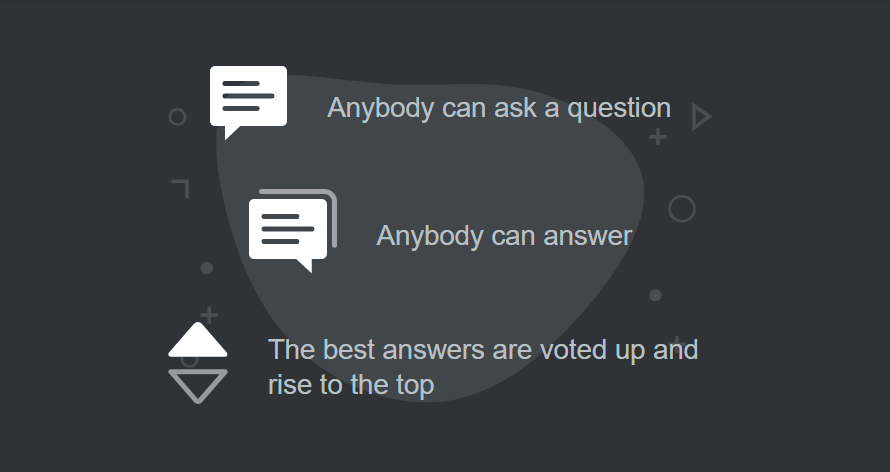 Anybody can ask a question
Anybody can answer
The best answers are voted up and
rise to the top